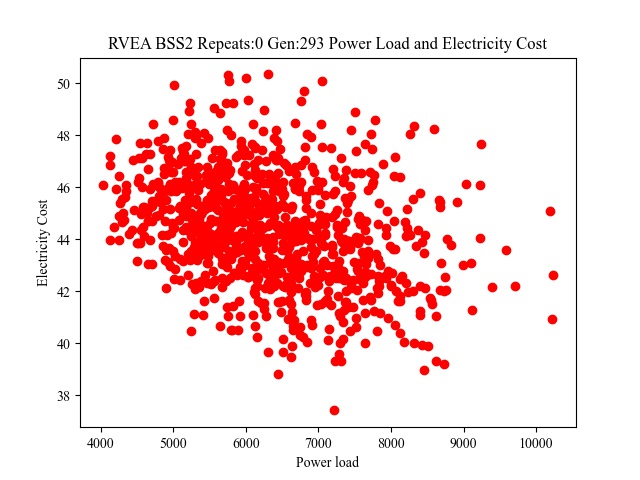 RVEA BSS2 Repeats:0 Gen:293 Power Load and Electricity Cost
50
48
46
44
42
40
38
Electricity Cost
4000 5000 6000 7000 8000 9000 10000
Power load